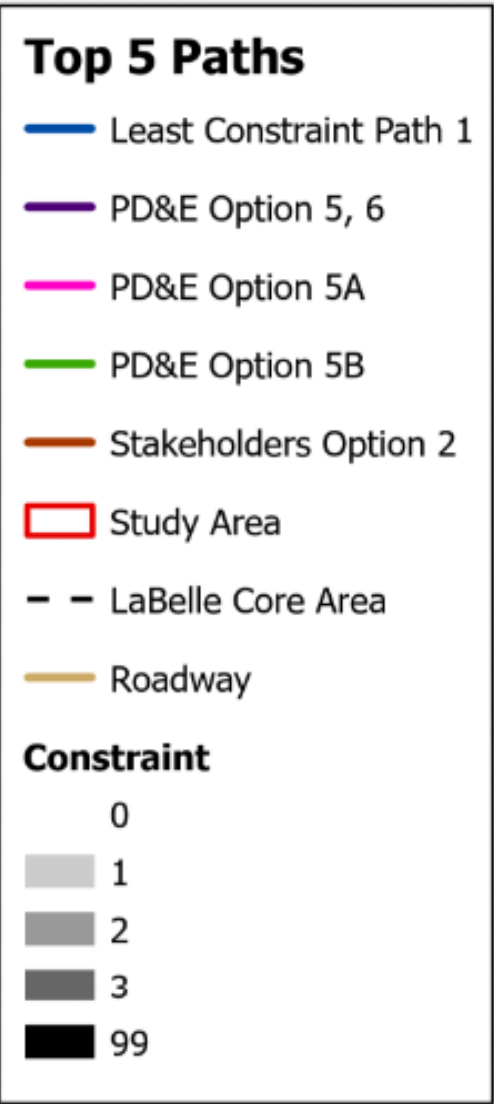 Top 5 Paths
Least Constraint Path 1
PD&E Option 5, 6
PD&E Option 5A
PD&E Option 5B
Stakeholders Option 2
Study Area
LaBelle Core Area
Roadway
Constraint
0
1
2
3
99